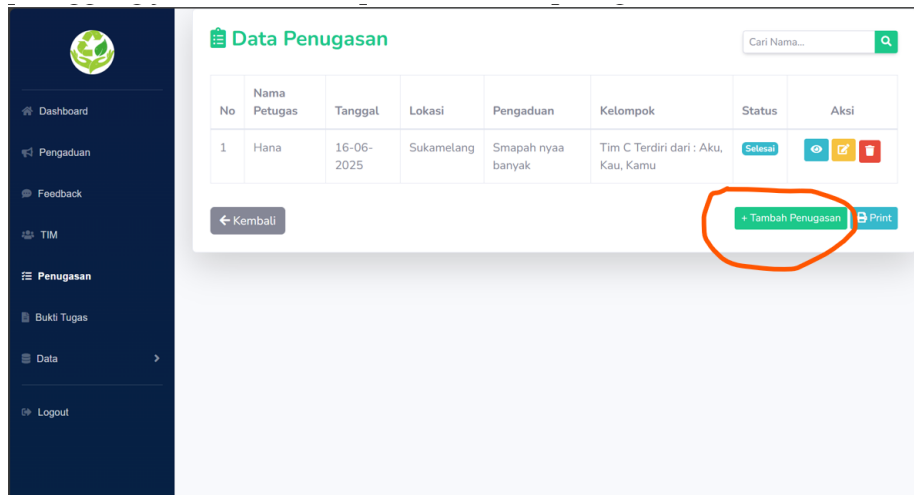 Data Penugasan
Cari Nama...
Dashboard
Pengaduan
Feedback
TIM
Penugasan
Bukti Tugas
Data
Logout
No
Nama
Petugas
Tanggal
Lokasi
Pengaduan
Kelompok
Status
Aksi
1
Hana
16-06-
2025
Sukamelang
Smapah nyaa
banyak
Tim C Terdiri dari : Aku,
Kau, Kamu
Selesai
Kembali
+ Tambah Penugasan
Print